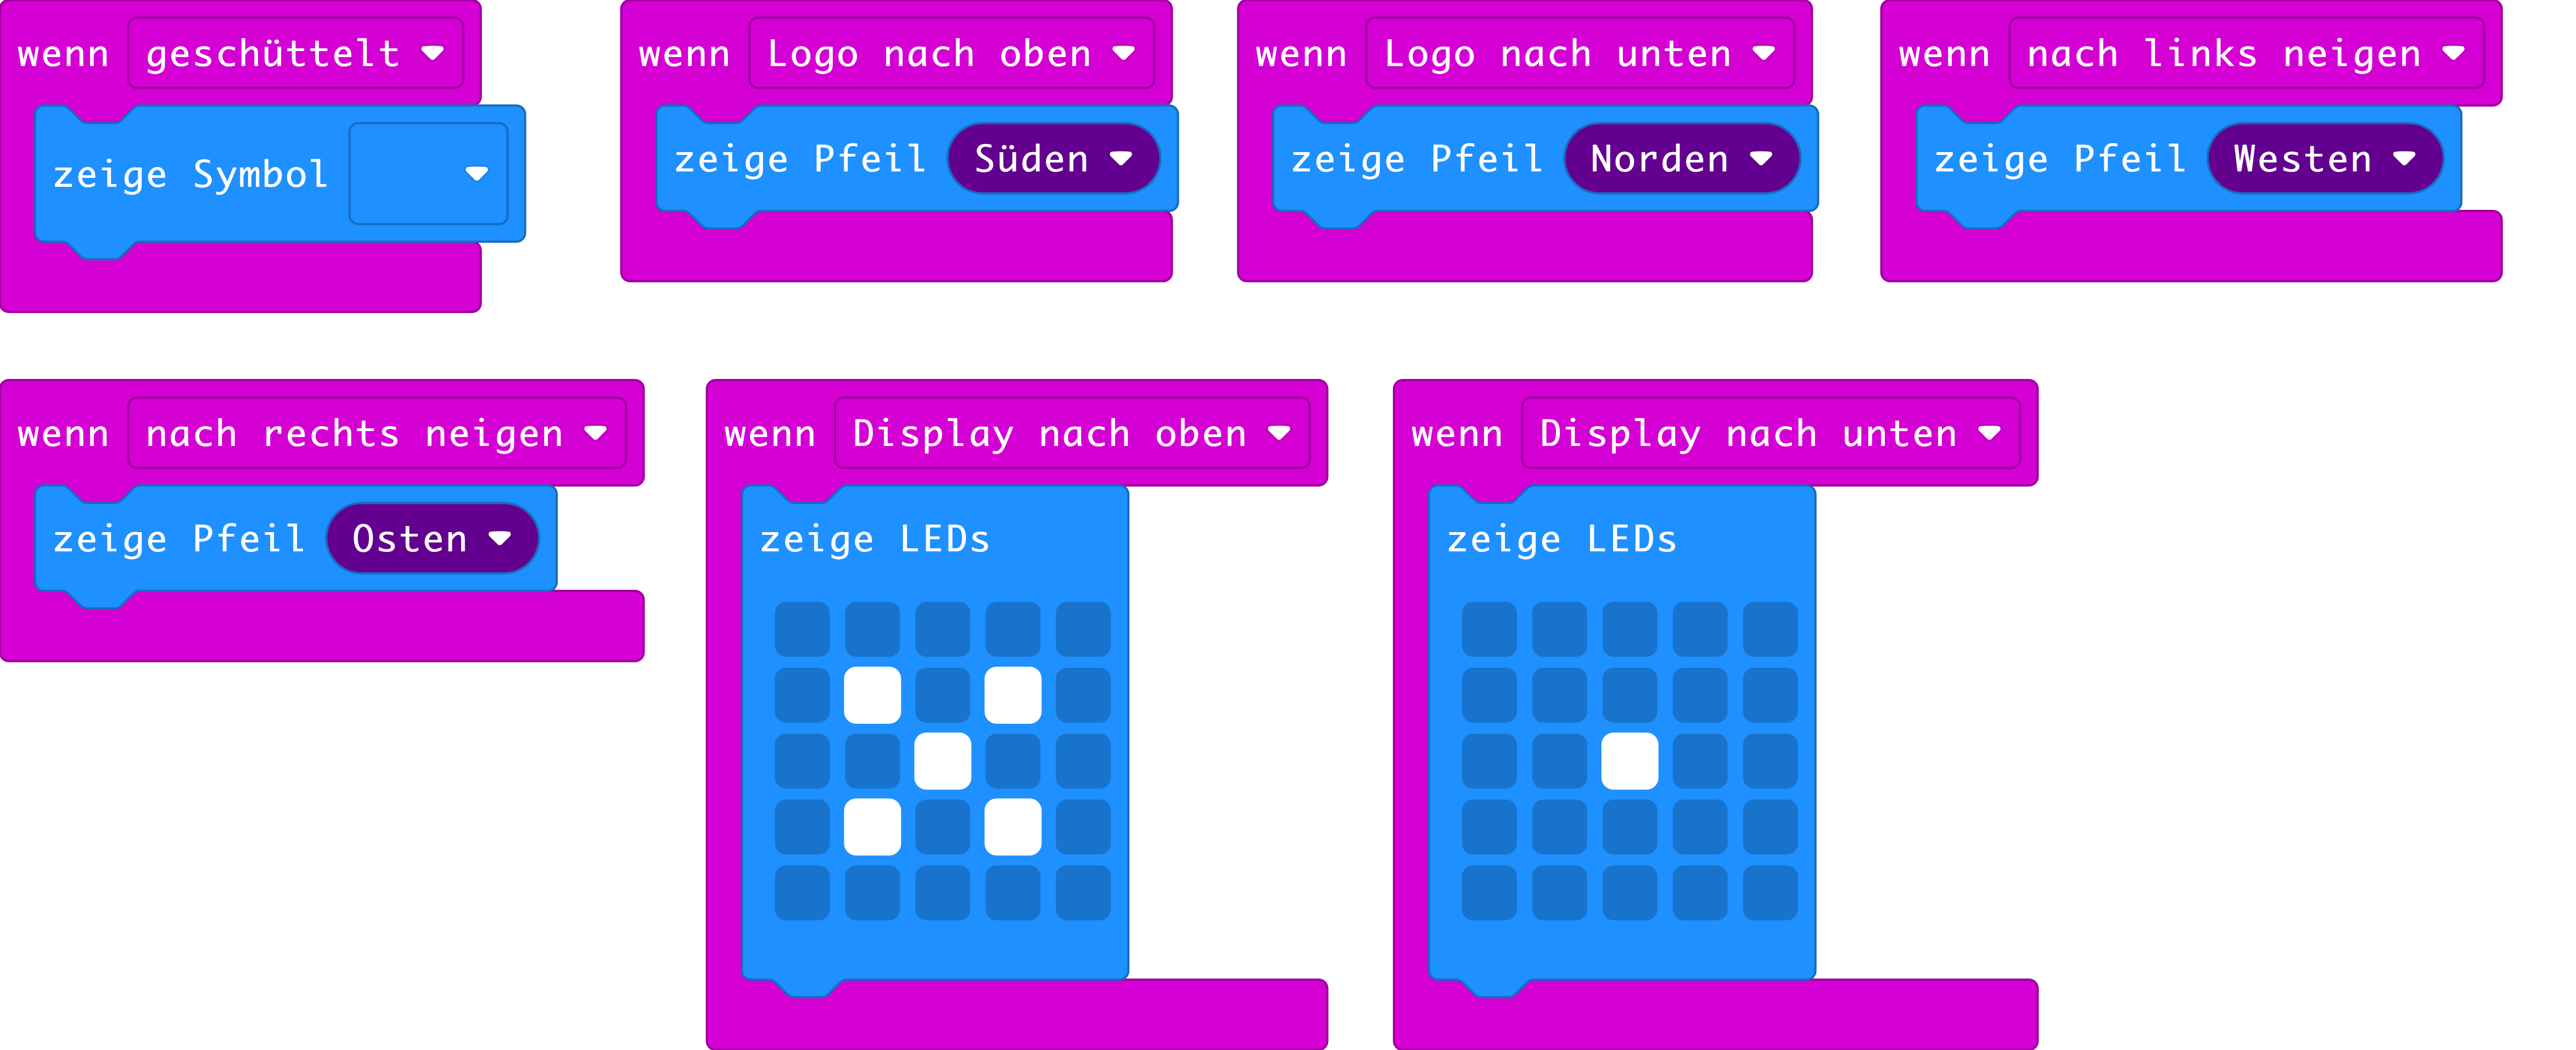 wenn geschüttelt
zeige Symbol
wenn Logo nach oben
zeige Pfeil Süden
wenn Logo nach unten
zeige Pfeil Norden
wenn nach links neigen
zeige Pfeil Westen
wenn nach rechts neigen
zeige Pfeil Osten
wenn Display nach oben
zeige LEDs
wenn Display nach unten
zeige LEDs